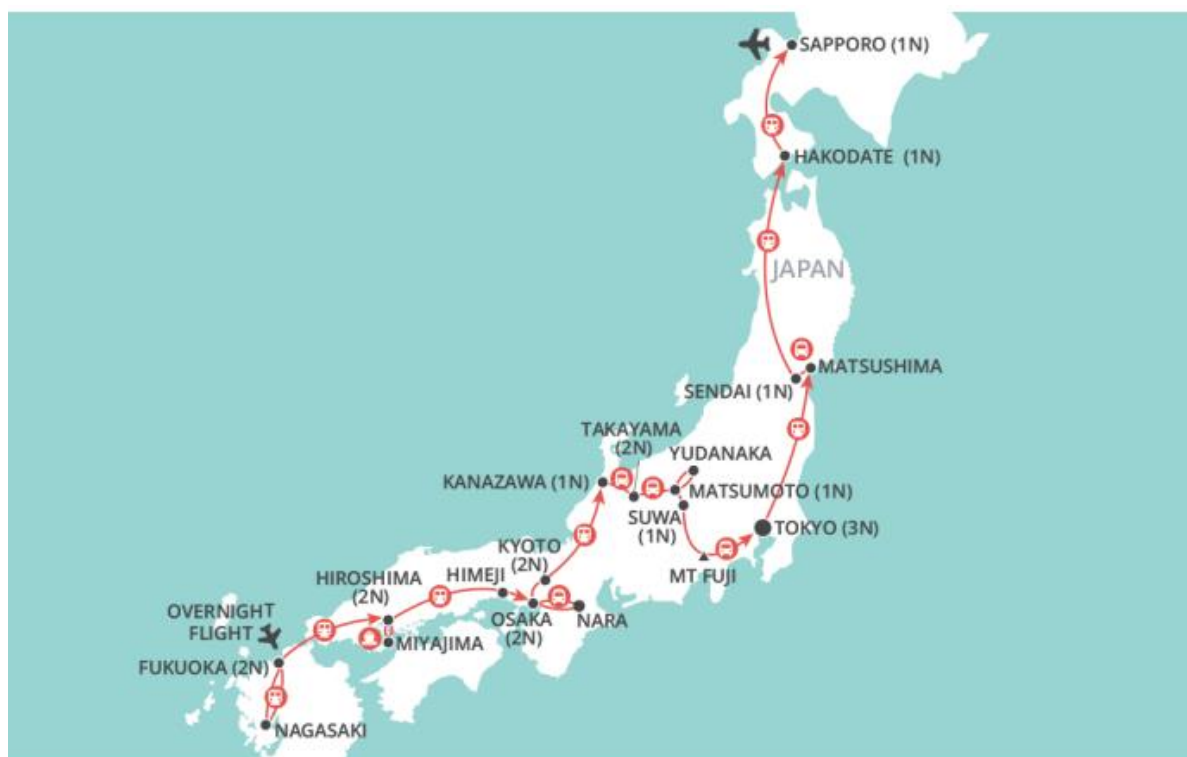 SAPPORO (1N)
HAKODATE (1N)
JAPAN
MATSUSHIMA
SENDAI (1N)
TAKAYAMA
(2N)
YUDANAKA
KANAZAWA (1N)
MATSUMOTO (1N)
SUWA
(1N)
TOKYO (3N)
KYOTO
(2N)
MT FUJI
HIROSHIMA
(2N)
HIMEJI
OVERNIGHT
FLIGHT
OSAKA
(2N)
NARA
MIYAJIMA
FUKUOKA (2N)
NAGASAKI